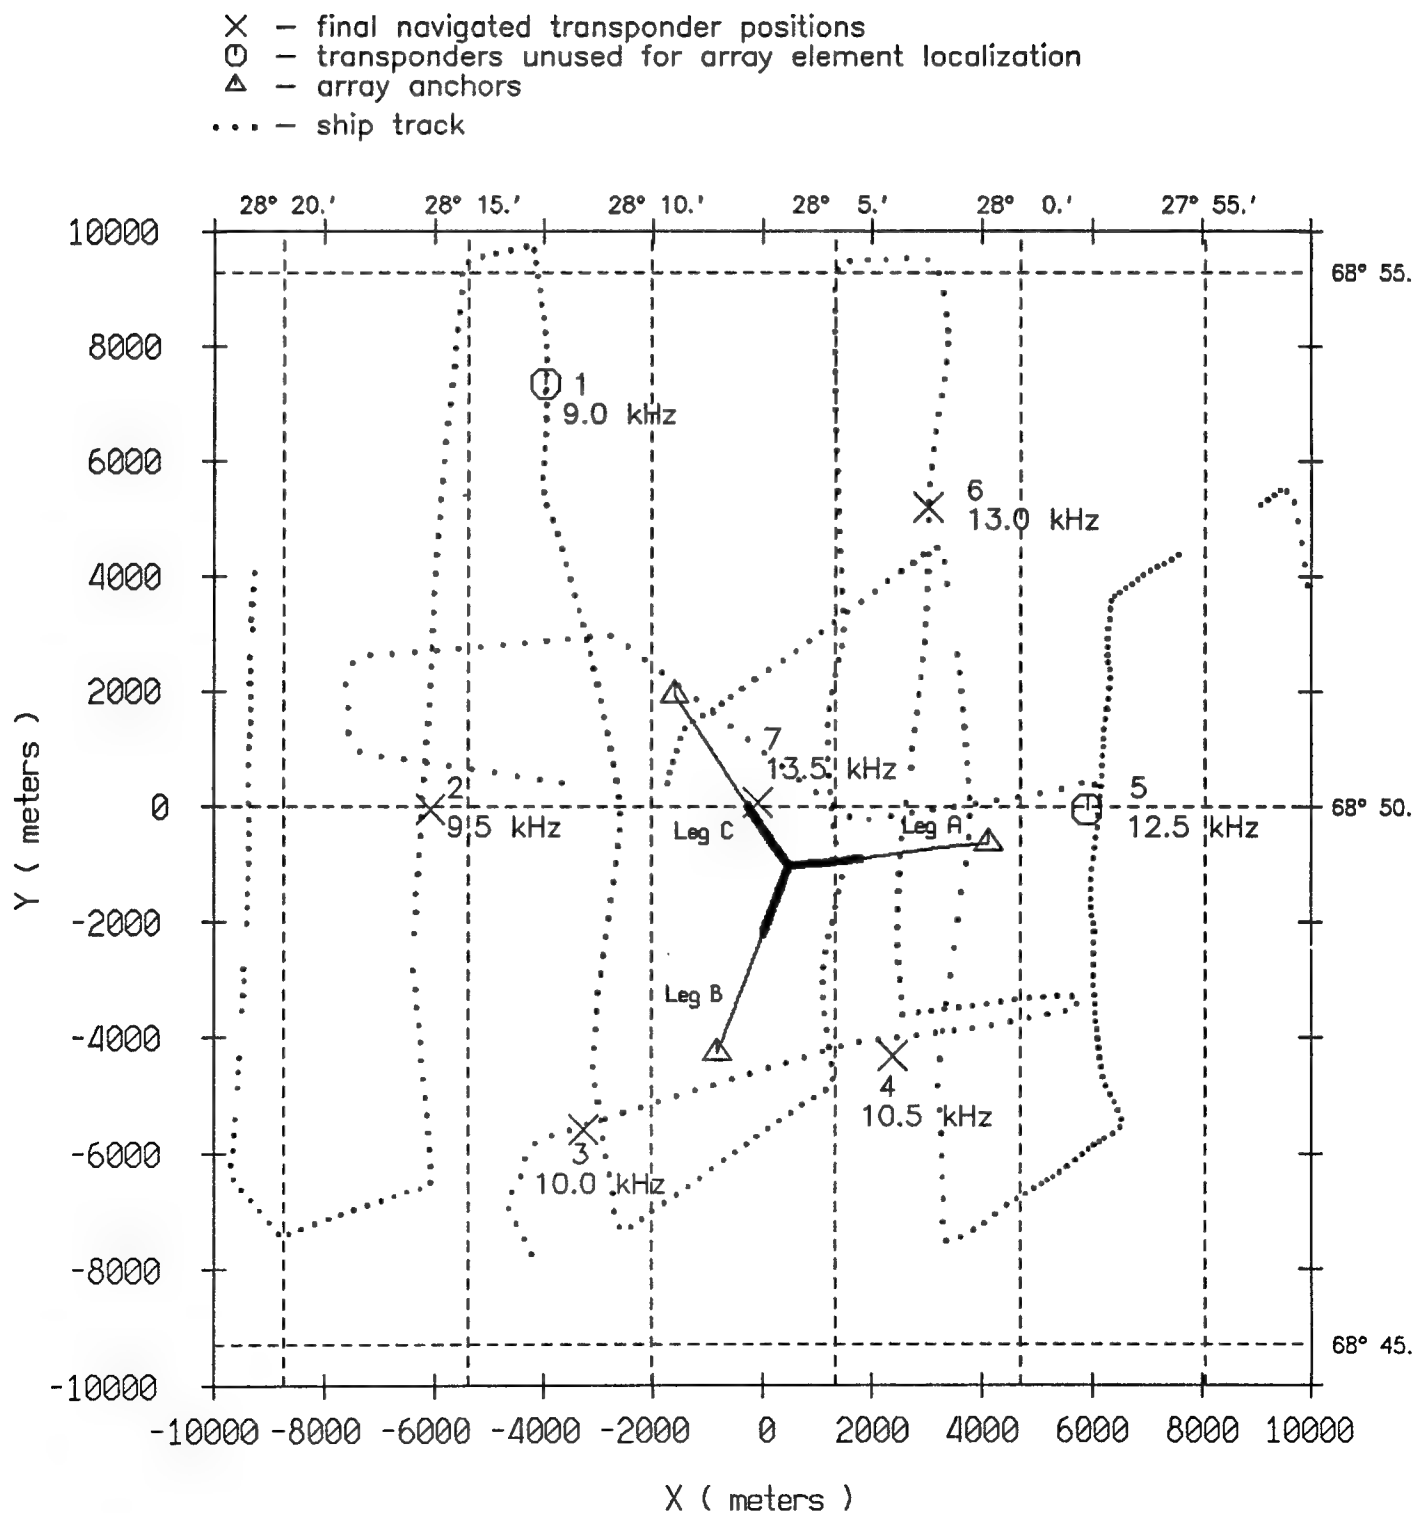 × – final navigated transponder positions
– transponders unused for array element localization
△ – array anchors
.... – ship track
28° 20.' 28° 15.' 28° 10.' 28° 5.' 28° 0.' 27° 55.'
10000
68° 55.
8000
1
9.0 kHz
6000
6
13.0 kHz
4000
2000
7
13.5 kHz
2
5
0
68° 50.
9.5 kHz
Leg C
Leg A
12.5 kHz
-2000
Leg B
-4000
4
10.5 kHz
-6000
3
10.0 kHz
-8000
68° 45.
-10000
-10000 -8000 -6000 -4000 -2000 0 2000 4000 6000 8000 10000
Y ( meters )
X ( meters )